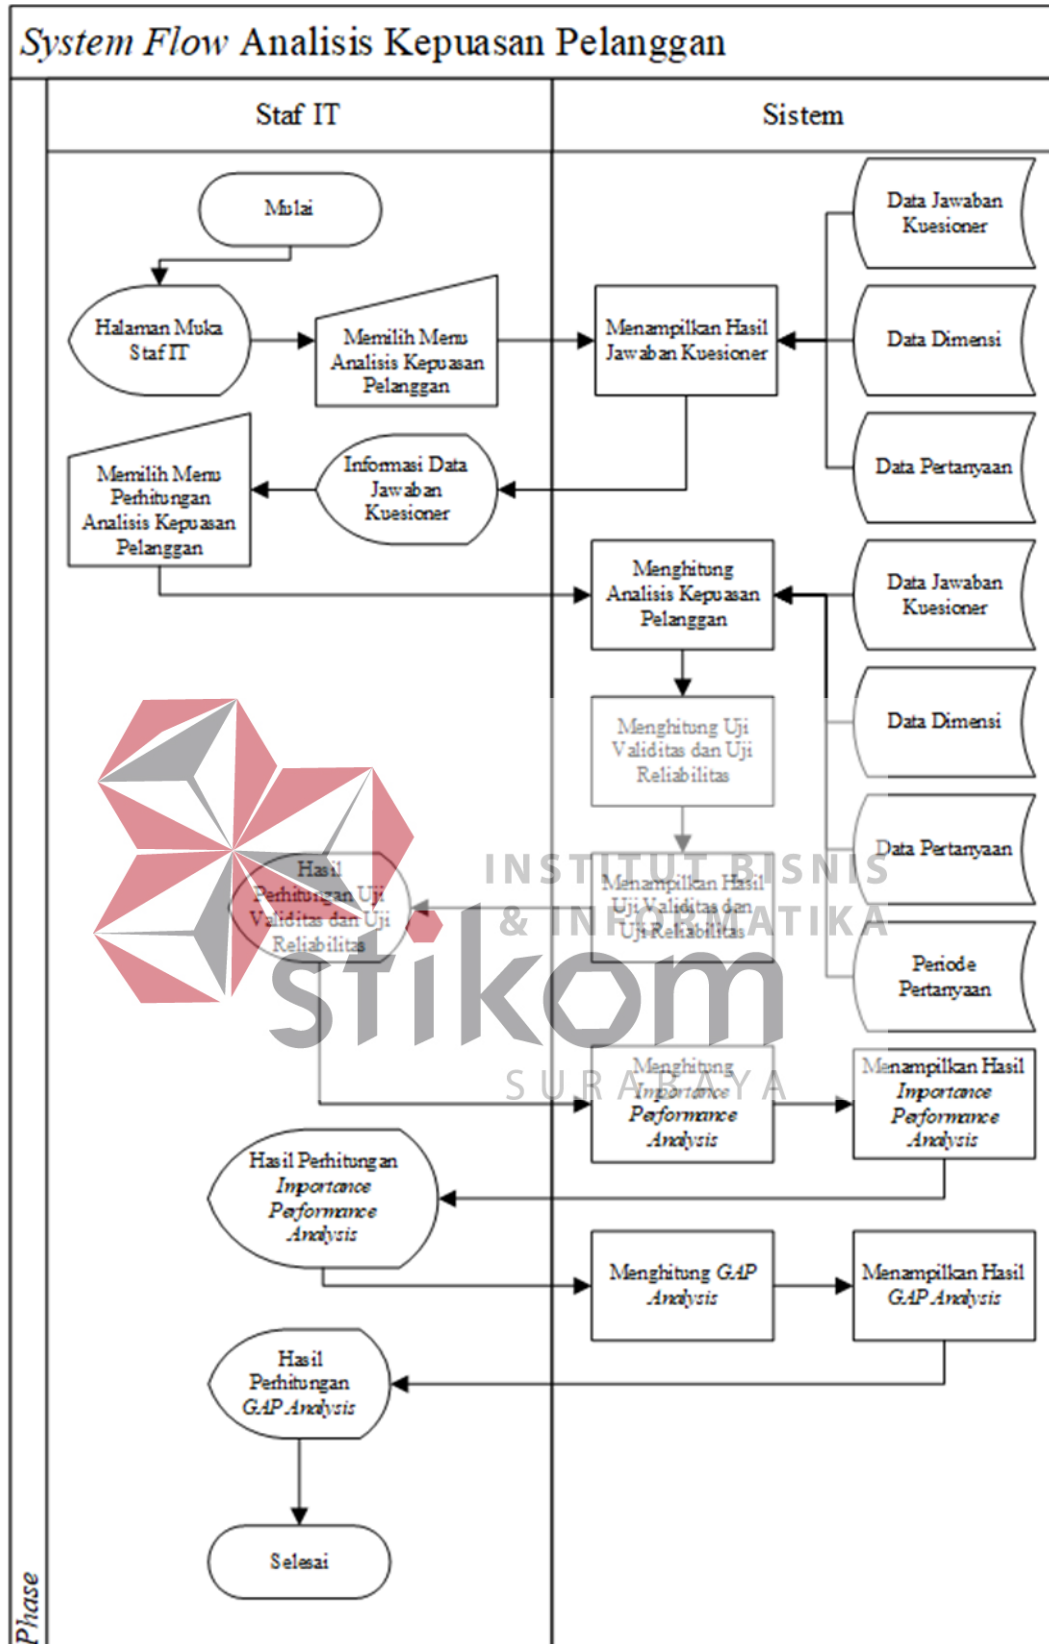 System Flow Analisis Kepuasan Pelanggan
Staf IT
Sistem
Mulai
Data Jawaban
Kuesioner
Halaman Muka
Staf IT
Memilih Menu
Analisis Kepuasan
Pelanggan
Menampilkan Hasil
Jawaban Kuesioner
Data Dimensi
Memilih Menu
Perhitungan
Analisis Kepuasan
Pelanggan
Informasi Data
Jawaban
Kuesioner
Data Pertanyaan
Menghitung
Analisis Kepuasan
Pelanggan
Data Jawaban
Kuesioner
Menghitung Uji
Validitas dan Uji
Reliabilitas
Data Dimensi
Hasil
Perhitungan Uji
Validitas dan Uji
Reliabilitas
Menampilkan Hasil
Uji Validitas dan
Uji Reliabilitas
Data Pertanyaan
INSTITUT BISNIS
& INFORMATIKA
stikom
SURABAYA
Periode
Pertanyaan
Menghitung
Importance
Performance
Analysis
Menampilkan Hasil
Importance
Performance
Analysis
Hasil Perhitungan
Importance
Performance
Analysis
Menghitung GAP
Analysis
Menampilkan Hasil
GAP Analysis
Hasil
Perhitungan
GAP Analysis
Selesai
Phase